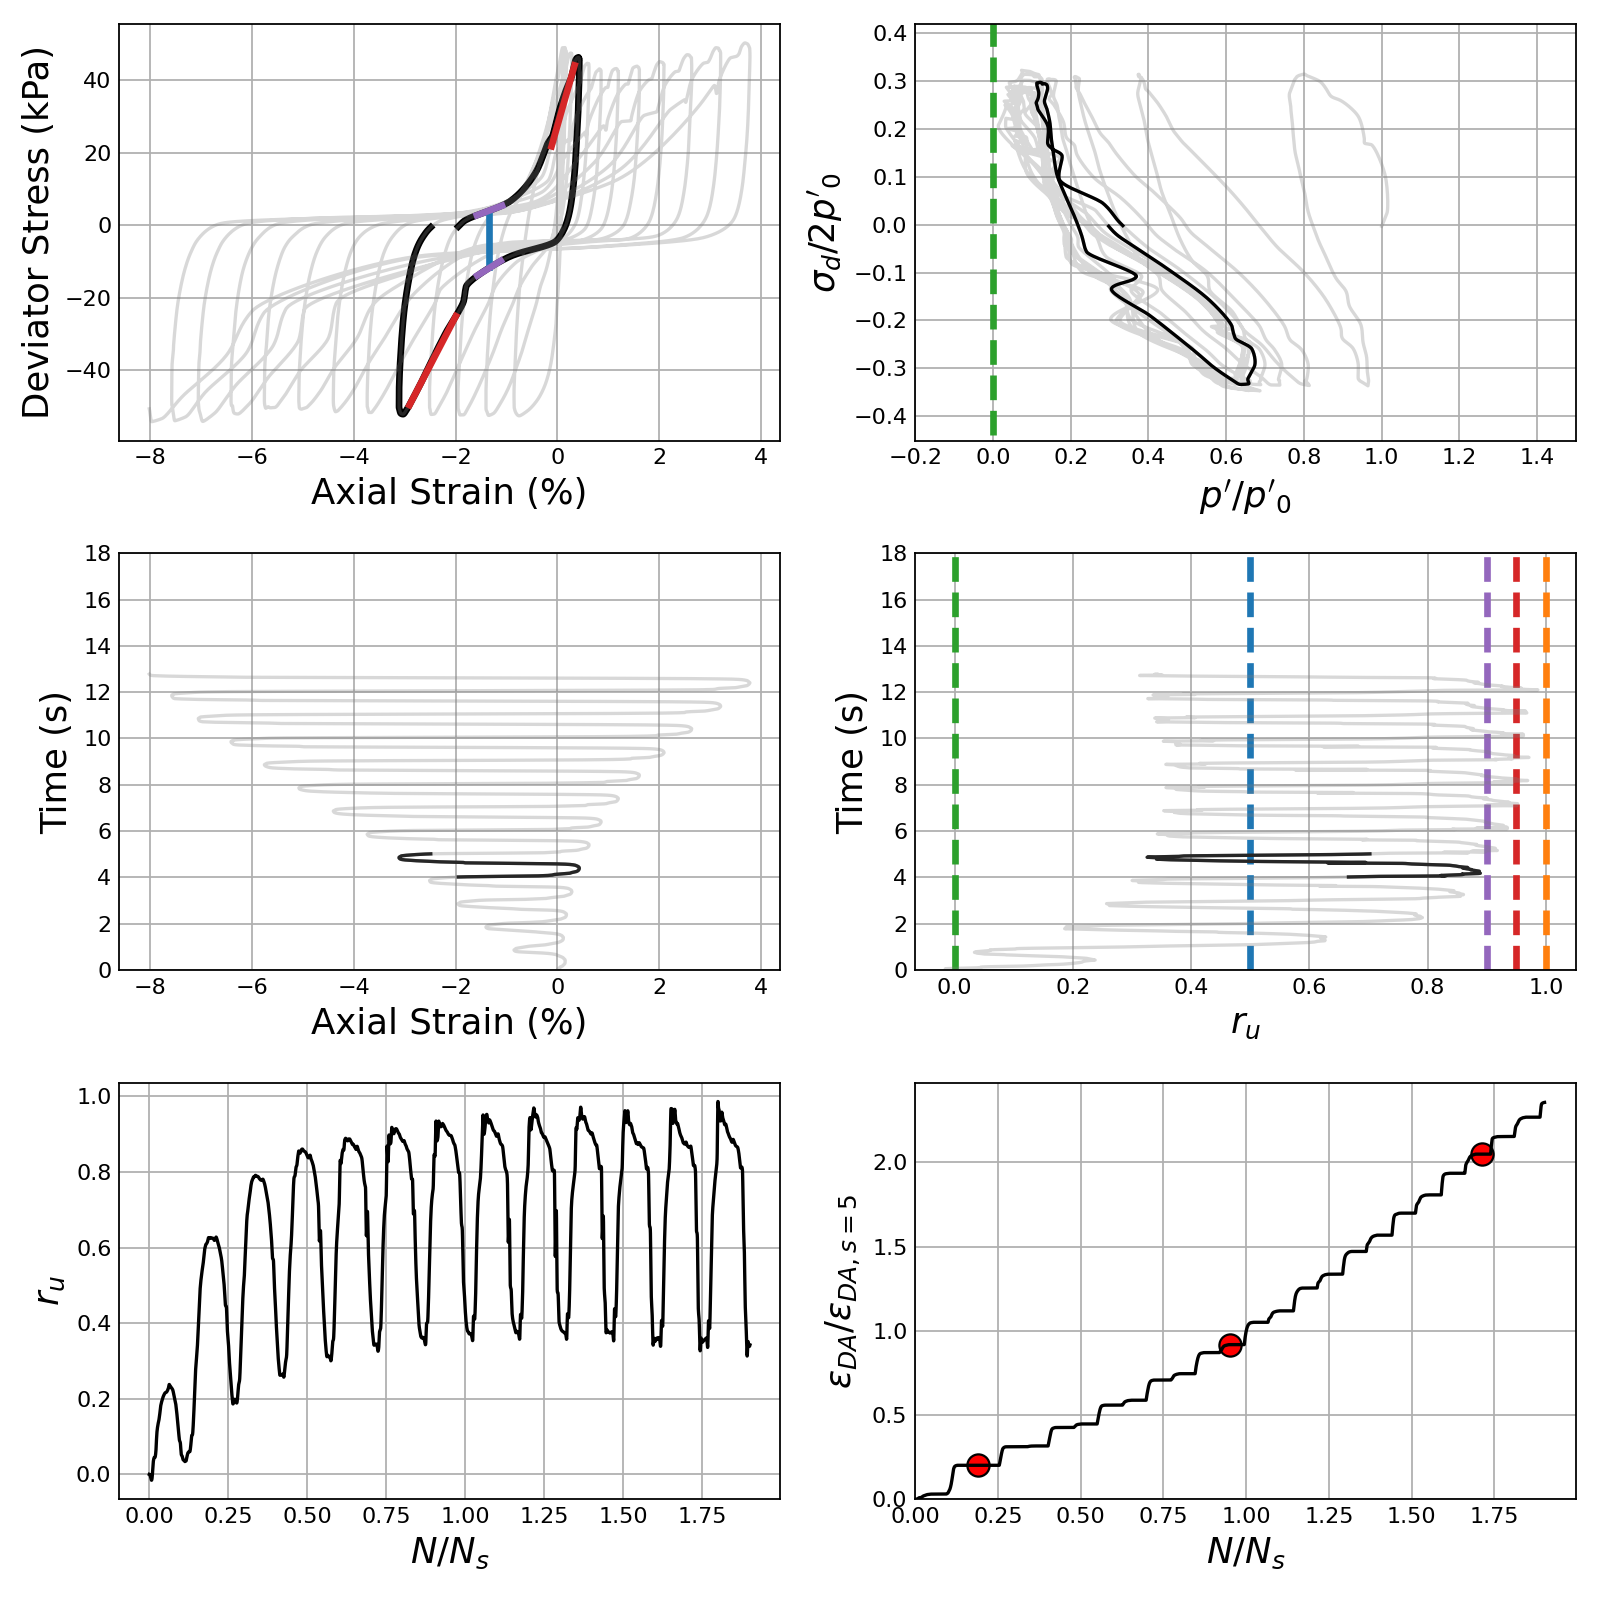 40
20
0
−20
−40
Deviator Stress (kPa)
−8 −6 −4 −2 0 2 4
Axial Strain (%)
0.4
0.3
0.2
0.1
0.0
−0.1
−0.2
−0.3
−0.4
σd/2p′0
−0.2 0.0 0.2 0.4 0.6 0.8 1.0 1.2 1.4
p′/p′0
18
16
14
12
10
8
6
4
2
0
Time (s)
−8 −6 −4 −2 0 2 4
Axial Strain (%)
18
16
14
12
10
8
6
4
2
0
Time (s)
0.0 0.2 0.4 0.6 0.8 1.0
ru
1.0
0.8
0.6
0.4
0.2
0.0
ru
0.00 0.25 0.50 0.75 1.00 1.25 1.50 1.75
N/Ns
2.0
1.5
1.0
0.5
0.0
εDA/εDA, s = 5
0.00 0.25 0.50 0.75 1.00 1.25 1.50 1.75
N/Ns